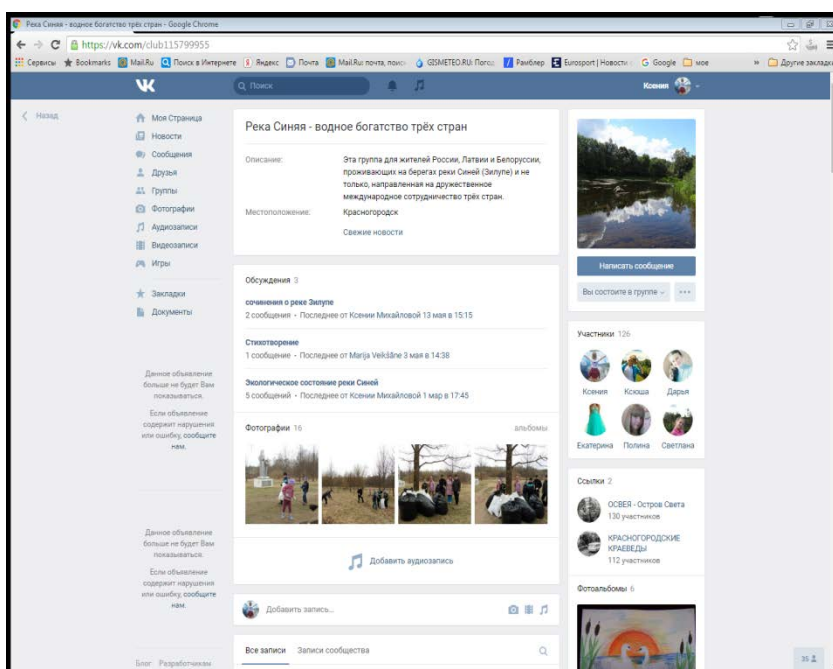 Река Синяя - водное богатство трёх стран - Google Chrome
https://vk.com/club115799955
Сервисы Bookmarks Mail.Ru Поиск в Интернете Яндекс Почта Mail.Ru: почта, поиск GISMETEO.RU: Рамблер Eurosport | Новости Google мое » Другие закладки
Поиск
Ксения
Назад
Моя Страница
Новости
Сообщения
Друзья
Группы
Фотографии
Аудиозаписи
Видеозаписи
Игры
Закладки
Документы
Данное объявление
больше не будет Вам
показываться.
Если объявление
содержит нарушения
или ошибку, сообщите
нам.
Данное объявление
больше не будет Вам
показываться.
Если объявление
содержит нарушения
или ошибку, сообщите
нам.
Блог Разработчикам
Река Синяя - водное богатство трёх стран
Описание:
Эта группа для жителей России, Латвии и Белоруссии,
проживающих на берегах реки Синей (Зилупе) и не
только, направленная на дружественное
международное сотрудничество трёх стран.
Местоположение:
Красногородск
Свежие новости
Обсуждения 3
сочинения о реке Зилупе
2 сообщения • Последнее от Ксении Михайловой 13 мая в 15:15
Стихотворение
1 сообщение • Последнее от Marija Veikšāne 3 мая в 14:38
Экологическое состояние реки Синей
5 сообщений • Последнее от Ксении Михайловой 1 мар в 17:45
Фотографии 16
альбомы
Добавить аудиозапись
Добавить запись...
Все записи Записи сообщества
Написать сообщение
Вы состоите в группе
Участники 126
Ксения Ксюша Дарья
Екатерина Полина Светлана
Ссылки 2
ОСВЕЯ - Остров Света
130 участников
КРАСНОГОРОДСКИЕ
КРАЕВЕДЫ
112 участников
Фотоальбомы 6
35